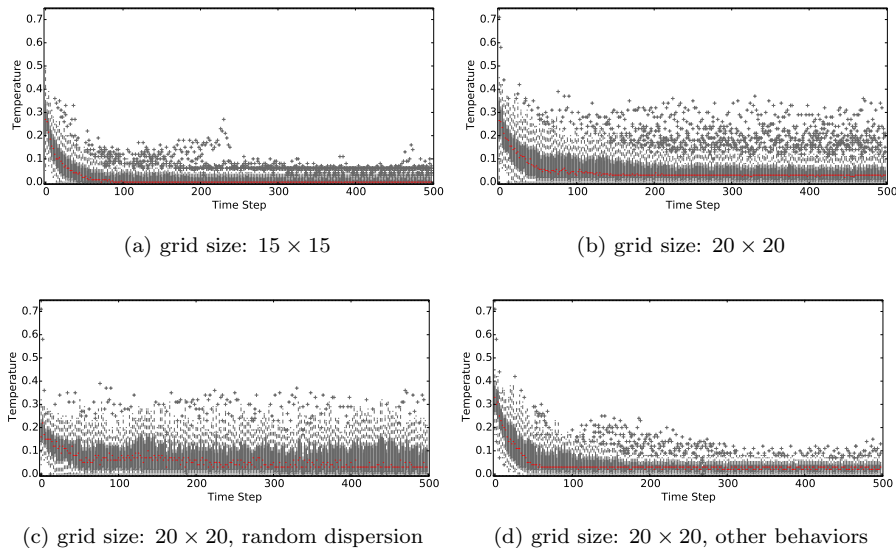 0.7
0.6
0.5
0.4
0.3
0.2
0.1
0.0
Temperature
0 100 200 300 400 500
Time Step
(a) grid size: 15 × 15
0.7
0.6
0.5
0.4
0.3
0.2
0.1
0.0
Temperature
0 100 200 300 400 500
Time Step
(b) grid size: 20 × 20
0.7
0.6
0.5
0.4
0.3
0.2
0.1
0.0
Temperature
0 100 200 300 400 500
Time Step
(c) grid size: 20 × 20, random dispersion
0.7
0.6
0.5
0.4
0.3
0.2
0.1
0.0
Temperature
0 100 200 300 400 500
Time Step
(d) grid size: 20 × 20, other behaviors